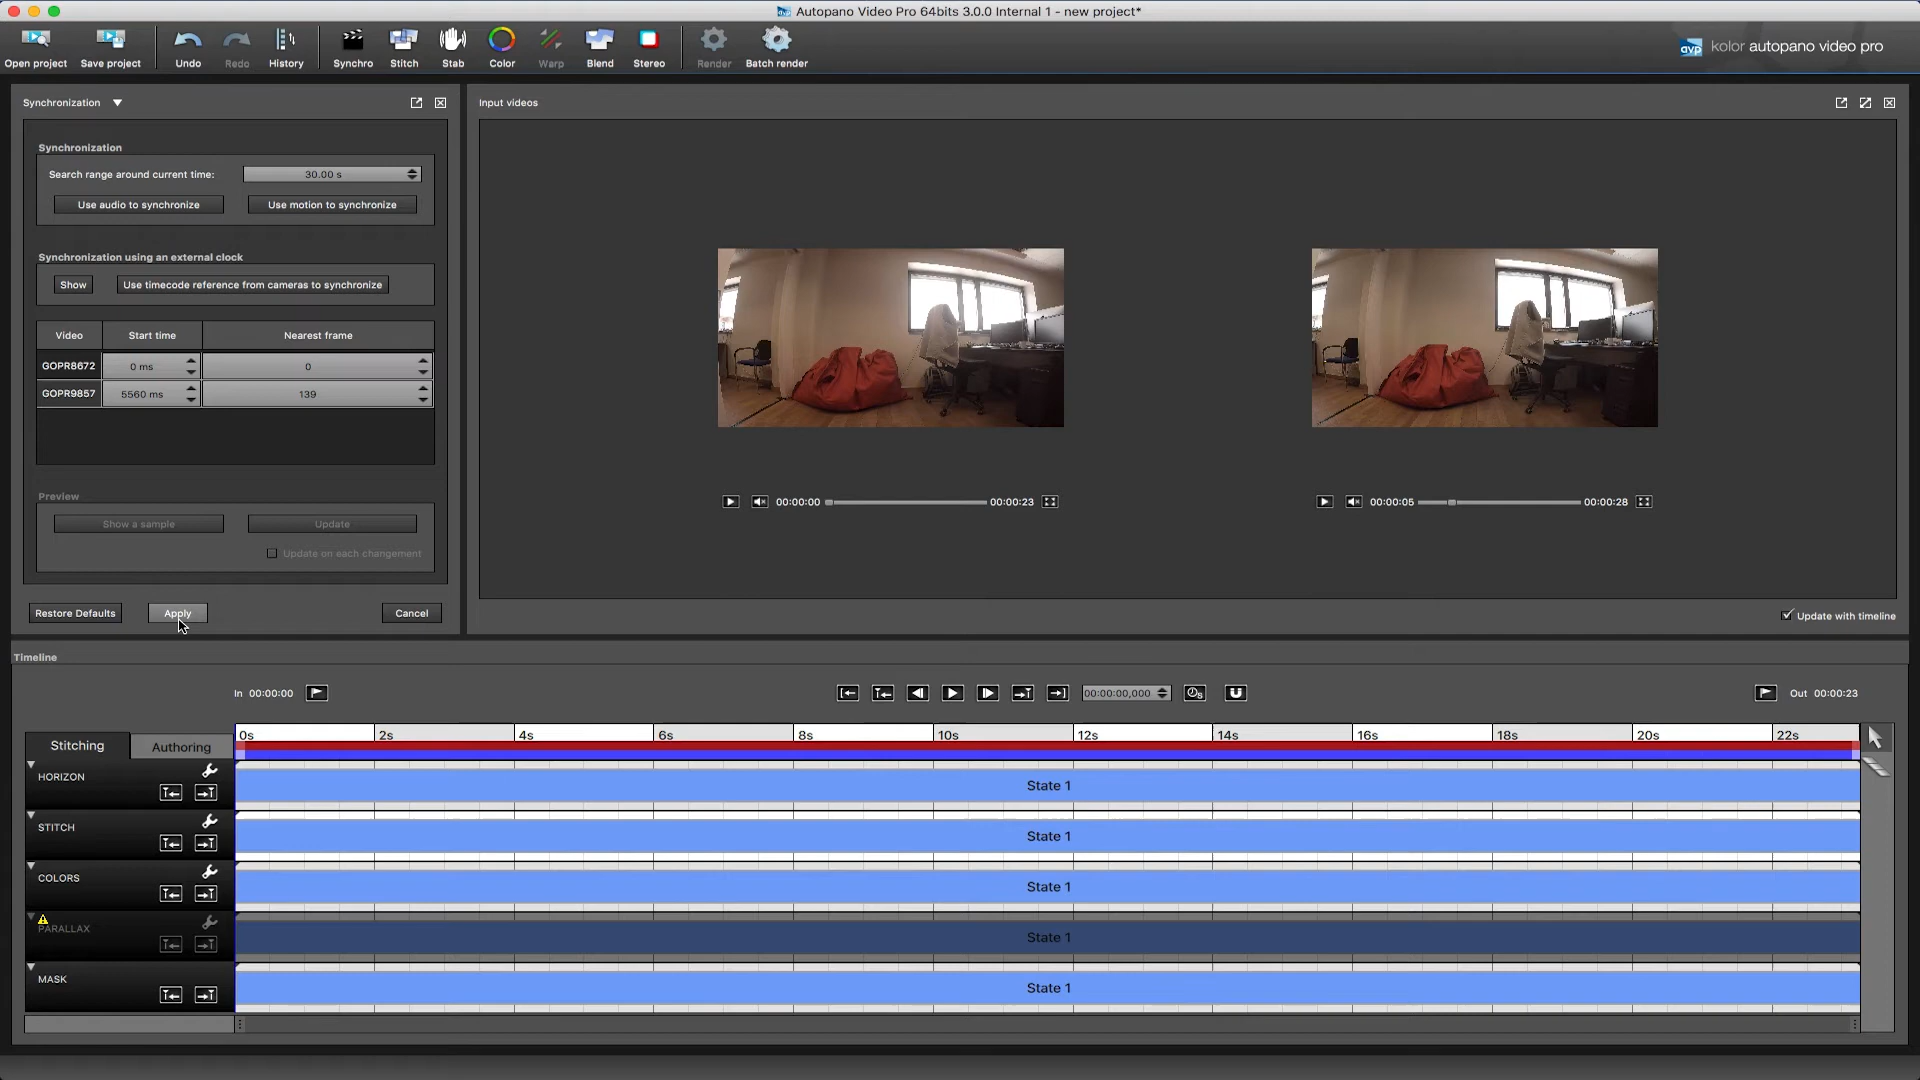 Autopano Video Pro 64bits 3.0.0 Internal 1 - new project*
Open project Save project Undo Redo History Synchro Stitch Stab Color Warp Blend Stereo Render Batch render
avp kolor autopano video pro
Synchronization
Input videos
Synchronization
Search range around current time: 30.00 s
Use audio to synchronize Use motion to synchronize
Synchronization using an external clock
Show Use timecode reference from cameras to synchronize
Video Start time Nearest frame
GOPR8672 0 ms 0
GOPR9857 5560 ms 139
Preview
Show a sample Update
Update on each changement
Restore Defaults Apply Cancel
00:00:00 00:00:23
00:00:05 00:00:28
Update with timeline
Timeline
In 00:00:00 00:00:00,000 Out 00:00:23
Stitching Authoring
0s 2s 4s 6s 8s 10s 12s 14s 16s 18s 20s 22s
HORIZON State 1
STITCH State 1
COLORS State 1
PARALLAX State 1
MASK State 1